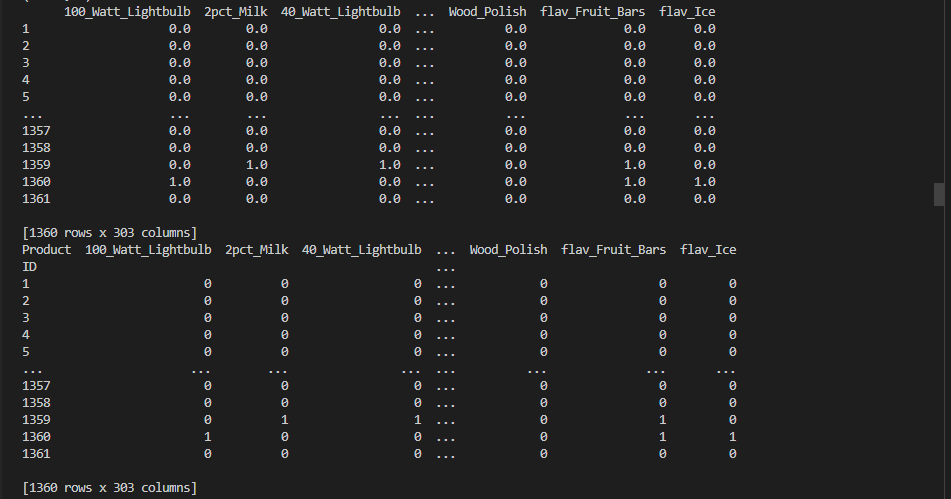 100_Watt_Lightbulb 2pct_Milk 40_Watt_Lightbulb ... Wood_Polish flav_Fruit_Bars flav_Ice
1 0.0 0.0 0.0 ... 0.0 0.0 0.0
2 0.0 0.0 0.0 ... 0.0 0.0 0.0
3 0.0 0.0 0.0 ... 0.0 0.0 0.0
4 0.0 0.0 0.0 ... 0.0 0.0 0.0
5 0.0 0.0 0.0 ... 0.0 0.0 0.0
... ... ... ... ... ... ... ...
1357 0.0 0.0 0.0 ... 0.0 0.0 0.0
1358 0.0 0.0 0.0 ... 0.0 0.0 0.0
1359 0.0 1.0 1.0 ... 0.0 1.0 0.0
1360 1.0 0.0 0.0 ... 0.0 1.0 1.0
1361 0.0 0.0 0.0 ... 0.0 0.0 0.0
[1360 rows x 303 columns]
Product 100_Watt_Lightbulb 2pct_Milk 40_Watt_Lightbulb ... Wood_Polish flav_Fruit_Bars flav_Ice
ID ...
1 0 0 0 ... 0 0 0
2 0 0 0 ... 0 0 0
3 0 0 0 ... 0 0 0
4 0 0 0 ... 0 0 0
5 0 0 0 ... 0 0 0
... ... ... ... ... ... ... ...
1357 0 0 0 ... 0 0 0
1358 0 0 0 ... 0 0 0
1359 0 1 1 ... 0 1 0
1360 1 0 0 ... 0 1 1
1361 0 0 0 ... 0 0 0
[1360 rows x 303 columns]